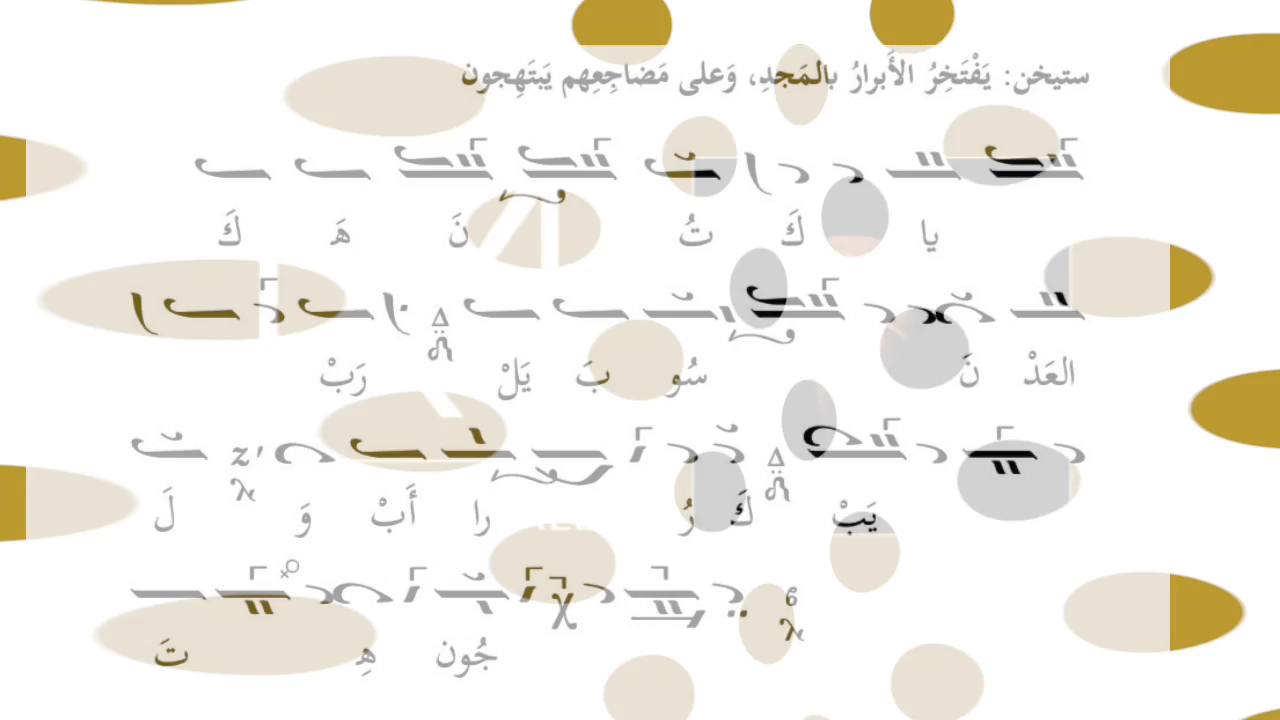 ستيخن: يَفْتَخِرُ الأَبرارُ بالمَجدِ، وَعلى مَضاجِعِهم يَبتَهِجون
يا كَ تُ نَ هَ كَ
العَدْ نَ سُو بَ يَلْ رَبْ
يَبْ كَ رُ را أَبْ وَ لَ
جُون هِ تَ